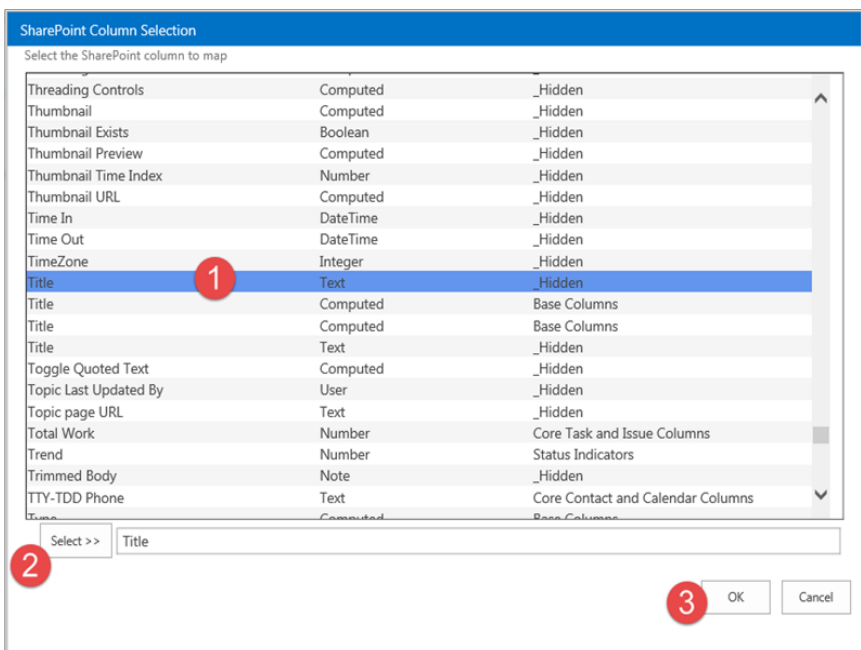 SharePoint Column Selection
Select the SharePoint column to map
Threading Controls Computed _Hidden
Thumbnail Computed _Hidden
Thumbnail Exists Boolean _Hidden
Thumbnail Preview Computed _Hidden
Thumbnail Time Index Number _Hidden
Thumbnail URL Computed _Hidden
Time In DateTime _Hidden
Time Out DateTime _Hidden
TimeZone Integer _Hidden
Title 1 Text _Hidden
Title Computed Base Columns
Title Computed Base Columns
Title Text _Hidden
Toggle Quoted Text Computed _Hidden
Topic Last Updated By User _Hidden
Topic page URL Text _Hidden
Total Work Number Core Task and Issue Columns
Trend Number Status Indicators
Trimmed Body Note _Hidden
TTY-TDD Phone Text Core Contact and Calendar Columns
Type Computed Base Columns
Select >> Title
2
3 OK Cancel